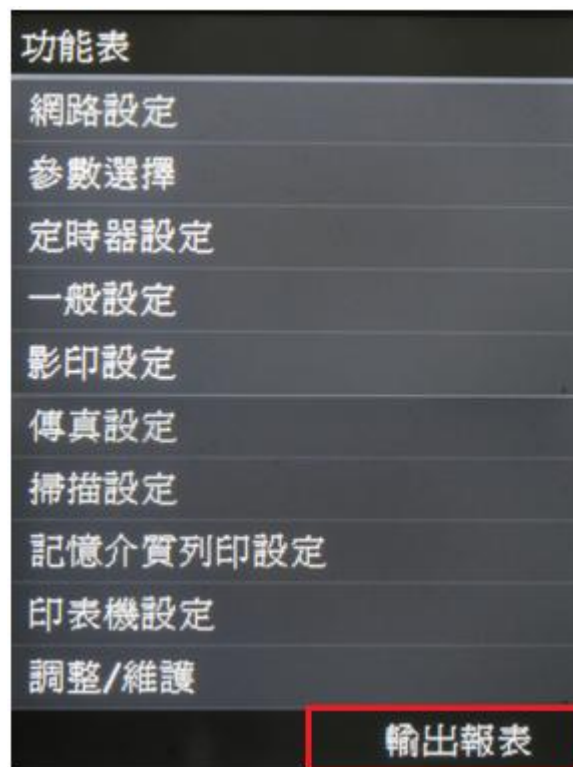 功能表
網路設定
參數選擇
定時器設定
一般設定
影印設定
傳真設定
掃描設定
記憶介質列印設定
印表機設定
調整/維護
輸出報表